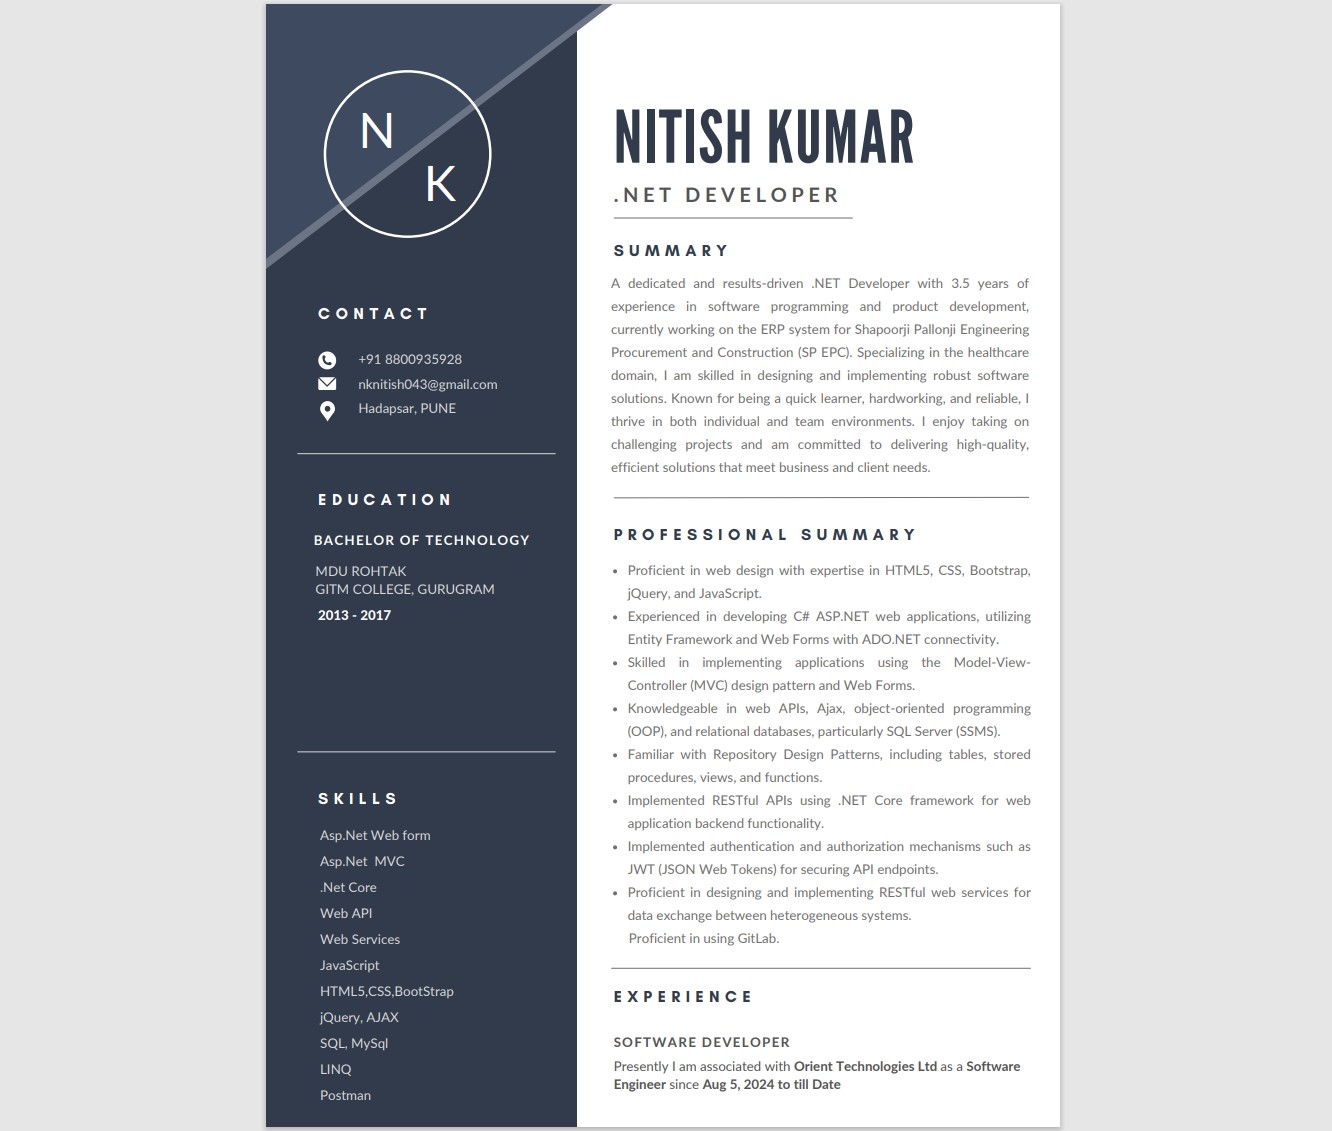 N
K
CONTACT
+91 8800935928
nknitish043@gmail.com
Hadapsar, PUNE
EDUCATION
BACHELOR OF TECHNOLOGY
MDU ROHTAK
GITM COLLEGE, GURUGRAM
2013 - 2017
SKILLS
Asp.Net Web form
Asp.Net  MVC
.Net Core
Web API
Web Services
JavaScript
HTML5,CSS,BootStrap
jQuery, AJAX
SQL, MySql
LINQ
Postman
NITISH KUMAR
.NET DEVELOPER
SUMMARY
A dedicated and results-driven .NET Developer with 3.5 years of
experience in software programming and product development,
currently working on the ERP system for Shapoorji Pallonji Engineering
Procurement and Construction (SP EPC). Specializing in the healthcare
domain, I am skilled in designing and implementing robust software
solutions. Known for being a quick learner, hardworking, and reliable, I
thrive in both individual and team environments. I enjoy taking on
challenging projects and am committed to delivering high-quality,
efficient solutions that meet business and client needs.
PROFESSIONAL SUMMARY
• Proficient in web design with expertise in HTML5, CSS, Bootstrap,
jQuery, and JavaScript.
• Experienced in developing C# ASP.NET web applications, utilizing
Entity Framework and Web Forms with ADO.NET connectivity.
• Skilled in implementing applications using the Model-View-
Controller (MVC) design pattern and Web Forms.
• Knowledgeable in web APIs, Ajax, object-oriented programming
(OOP), and relational databases, particularly SQL Server (SSMS).
• Familiar with Repository Design Patterns, including tables, stored
procedures, views, and functions.
• Implemented RESTful APIs using .NET Core framework for web
application backend functionality.
• Implemented authentication and authorization mechanisms such as
JWT (JSON Web Tokens) for securing API endpoints.
• Proficient in designing and implementing RESTful web services for
data exchange between heterogeneous systems.
Proficient in using GitLab.
EXPERIENCE
SOFTWARE DEVELOPER
Presently I am associated with Orient Technologies Ltd as a Software
Engineer since Aug 5, 2024 to till Date